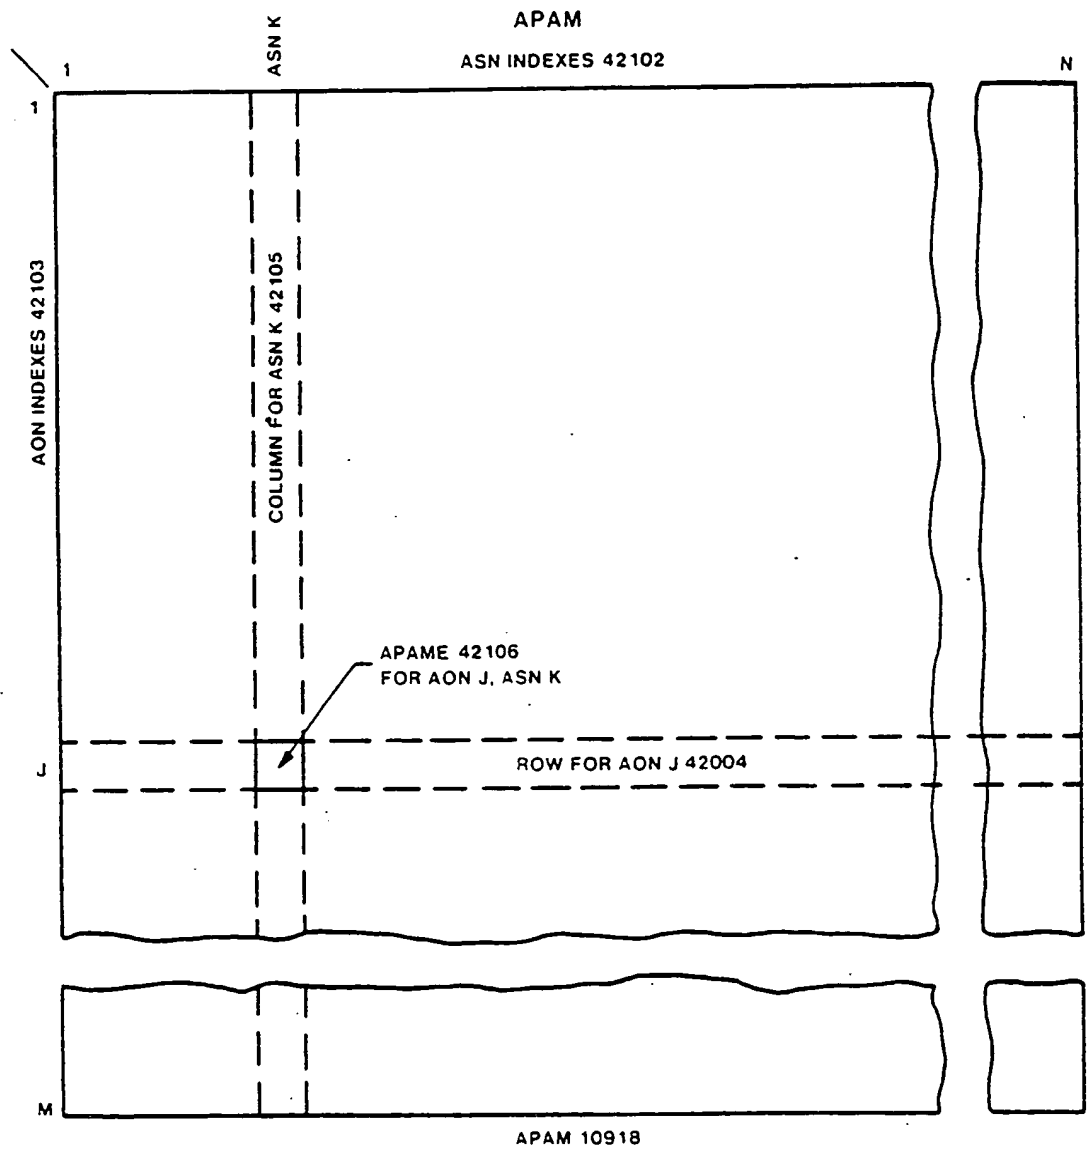 APAM
ASN INDEXES 42102
1
ASN K
N
1
AON INDEXES 42103
COLUMN FOR ASN K 42105
APAME 42106
FOR AON J, ASN K
J
ROW FOR AON J 42004
M
APAM 10918